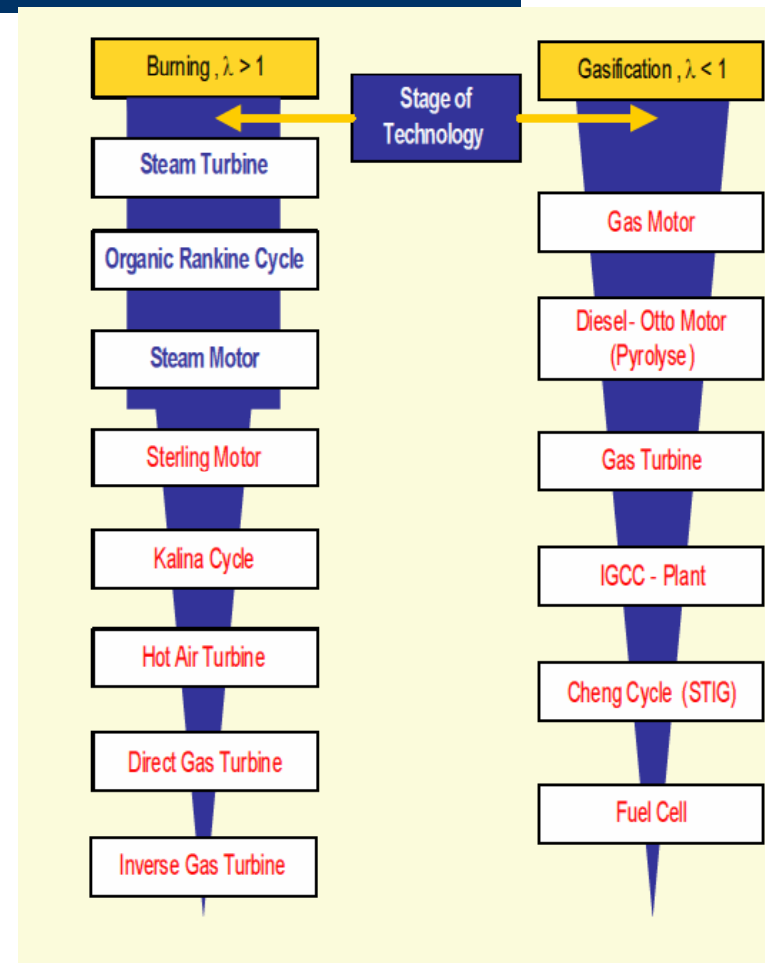 Burning , λ > 1
Stage of
Technology
Gasification , λ < 1
Steam Turbine
Organic Rankine Cycle
Steam Motor
Sterling Motor
Kalina Cycle
Hot Air Turbine
Direct Gas Turbine
Inverse Gas Turbine
Gas Motor
Diesel- Otto Motor
(Pyrolyse )
Gas Turbine
IGCC - Plant
Cheng Cycle (STIG)
Fuel Cell